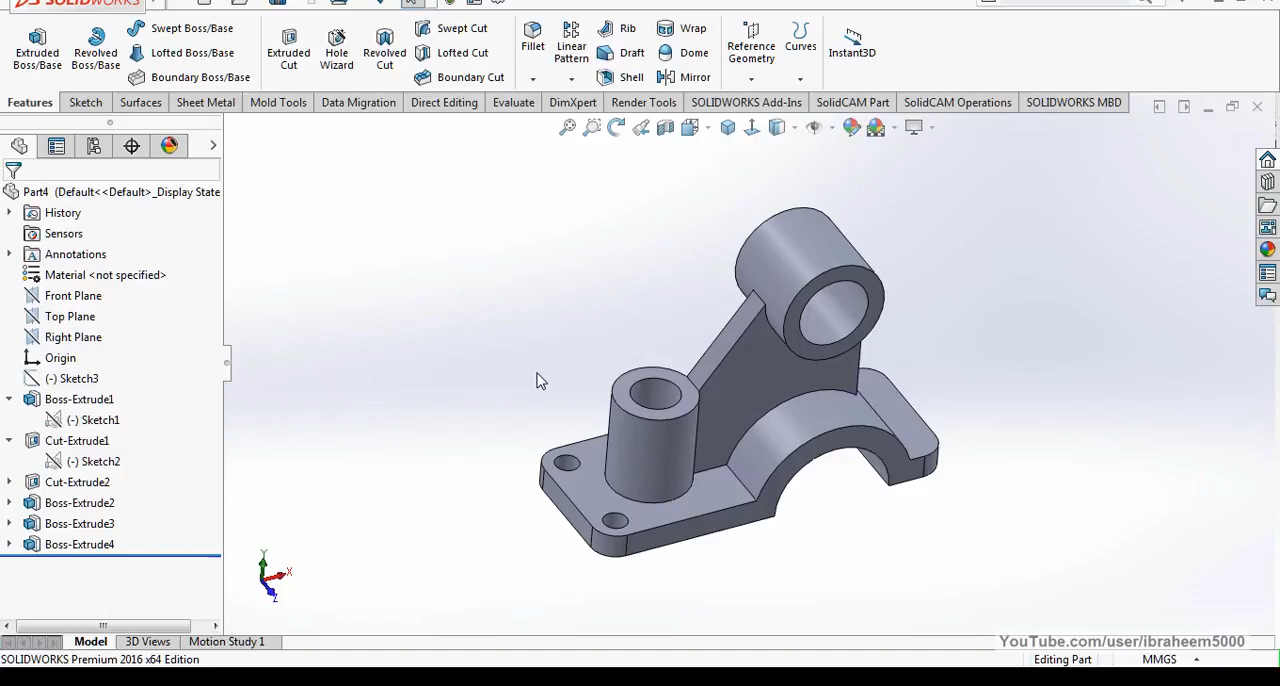 SOLIDWORKS
Extruded Boss/Base
Revolved Boss/Base
Swept Boss/Base
Lofted Boss/Base
Boundary Boss/Base
Extruded Cut
Hole Wizard
Revolved Cut
Swept Cut
Lofted Cut
Boundary Cut
Fillet
Linear Pattern
Rib
Draft
Shell
Wrap
Dome
Mirror
Reference Geometry
Curves
Instant3D
Features Sketch Surfaces Sheet Metal Mold Tools Data Migration Direct Editing Evaluate DimXpert Render Tools SOLIDWORKS Add-Ins SolidCAM Part SolidCAM Operations SOLIDWORKS MBD
Part4 (Default<<Default>_Display State
History
Sensors
A Annotations
Material <not specified>
Front Plane
Top Plane
Right Plane
Origin
(-) Sketch3
Boss-Extrude1
(-) Sketch1
Cut-Extrude1
(-) Sketch2
Cut-Extrude2
Boss-Extrude2
Boss-Extrude3
Boss-Extrude4
Y
X
Z
Model 3D Views Motion Study 1
YouTube.com/user/ibraheem5000
SOLIDWORKS Premium 2016 x64 Edition Editing Part MMGS